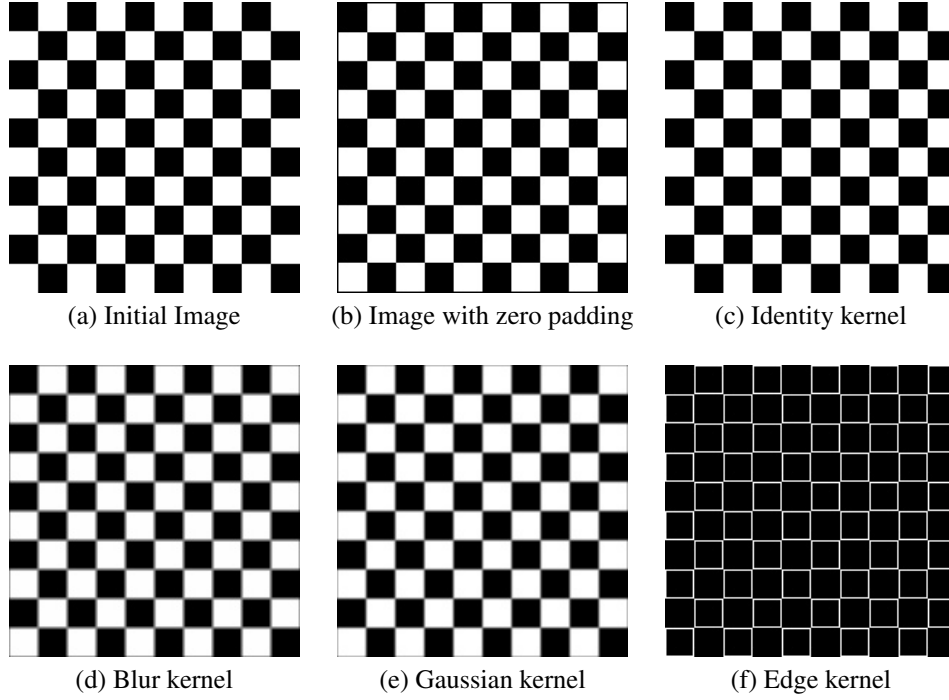 (a) Initial Image
(b) Image with zero padding
(c) Identity kernel
(d) Blur kernel
(e) Gaussian kernel
(f) Edge kernel